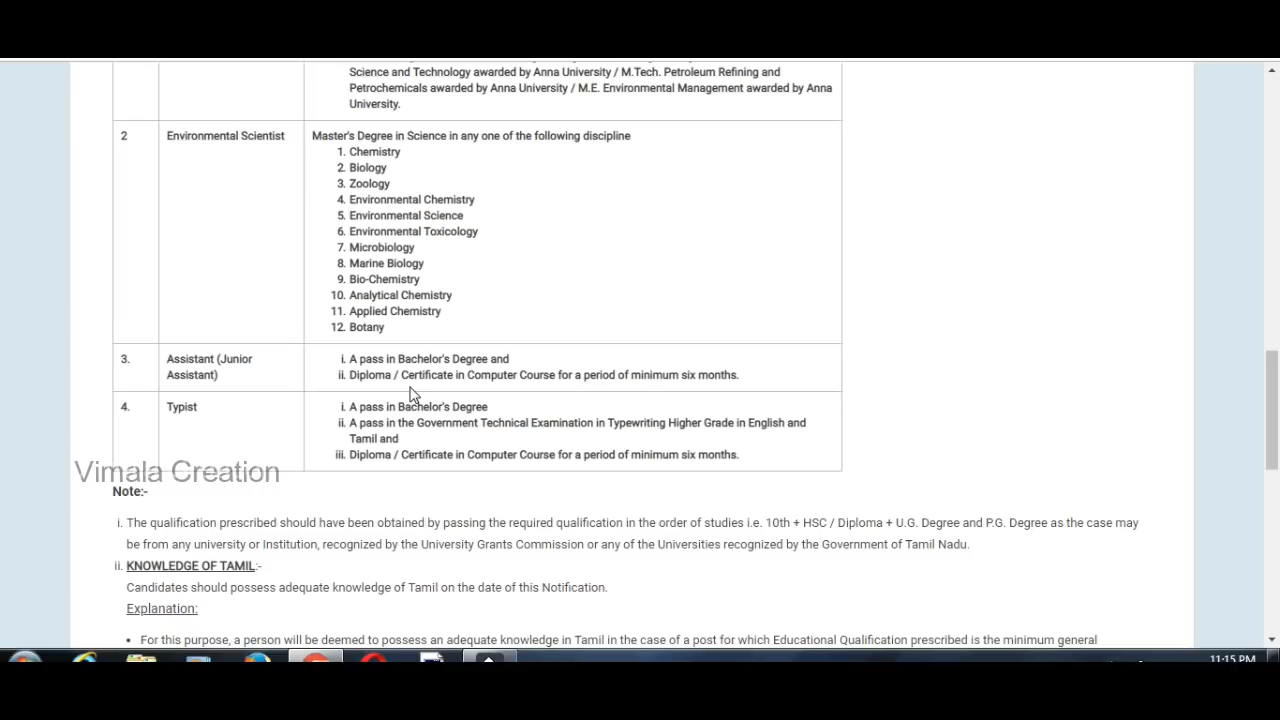 Science and Technology awarded by Anna University / M.Tech. Petroleum Refining and
Petrochemicals awarded by Anna University / M.E. Environmental Management awarded by Anna
University.
2 Environmental Scientist Master's Degree in Science in any one of the following discipline
1. Chemistry
2. Biology
3. Zoology
4. Environmental Chemistry
5. Environmental Science
6. Environmental Toxicology
7. Microbiology
8. Marine Biology
9. Bio-Chemistry
10. Analytical Chemistry
11. Applied Chemistry
12. Botany
3. Assistant (Junior Assistant)
i. A pass in Bachelor's Degree and
ii. Diploma / Certificate in Computer Course for a period of minimum six months.
4. Typist
i. A pass in Bachelor's Degree
ii. A pass in the Government Technical Examination in Typewriting Higher Grade in English and
Tamil and
iii. Diploma / Certificate in Computer Course for a period of minimum six months.
Vimala Creation
Note:-
i. The qualification prescribed should have been obtained by passing the required qualification in the order of studies i.e. 10th + HSC / Diploma + U.G. Degree and P.G. Degree as the case may
be from any university or Institution, recognized by the University Grants Commission or any of the Universities recognized by the Government of Tamil Nadu.
ii. KNOWLEDGE OF TAMIL:-
Candidates should possess adequate knowledge of Tamil on the date of this Notification.
Explanation:
• For this purpose, a person will be deemed to possess an adequate knowledge in Tamil in the case of a post for which Educational Qualification prescribed is the minimum general
11:15 PM